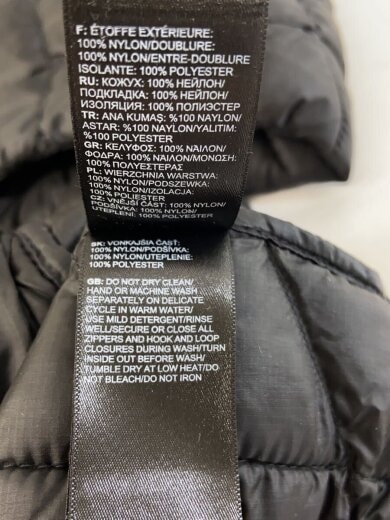 F: ÉTOFFE EXTÉRIEURE:
100% NYLON/DOUBLURE:
100% NYLON/ENTRE-DOUBLURE
ISOLANTE: 100% POLYESTER
RU: КОЖУХ: 100% НЕЙЛОН/
ПОДКЛАДКА: 100% НЕЙЛОН/
ИЗОЛЯЦИЯ: 100% ПОЛИЭСТЕР
TR: ANA KUMAŞ: %100 NAYLON/
ASTAR: %100 NAYLON/YALITIM:
%100 POLYESTER
GR: ΚΕΛΥΦΟΣ: 100% ΝΑΙΛΟΝ/
ΦΟΔΡΑ: 100% ΝΑΙΛΟΝ/ΜΟΝΩΣΗ:
100% ΠΟΛΥΕΣΤΕΡΑΣ
PL: WIERZCHNIA WARSTWA:
100% NYLON/PODSZEWKA:
100% NYLON/IZOLACJA:
100% POLIESTER
CZ: VNĚJŠÍ ČÁST: 100% NYLON/
PODŠÍVKA: 100% NYLON/
UTEPLENÍ: 100% POLYESTER
SK: VONKAJŠIA ČASŤ:
100% NYLON/PODŠÍVKA:
100% NYLON/UTEPLENIE:
100% POLYESTER
GB: DO NOT DRY CLEAN/
HAND OR MACHINE WASH
SEPARATELY ON DELICATE
CYCLE IN WARM WATER/
USE MILD DETERGENT/RINSE
WELL/SECURE OR CLOSE ALL
ZIPPERS AND HOOK AND LOOP
CLOSURES DURING WASH/TURN
INSIDE OUT BEFORE WASH/
TUMBLE DRY AT LOW HEAT/DO
NOT BLEACH/DO NOT IRON